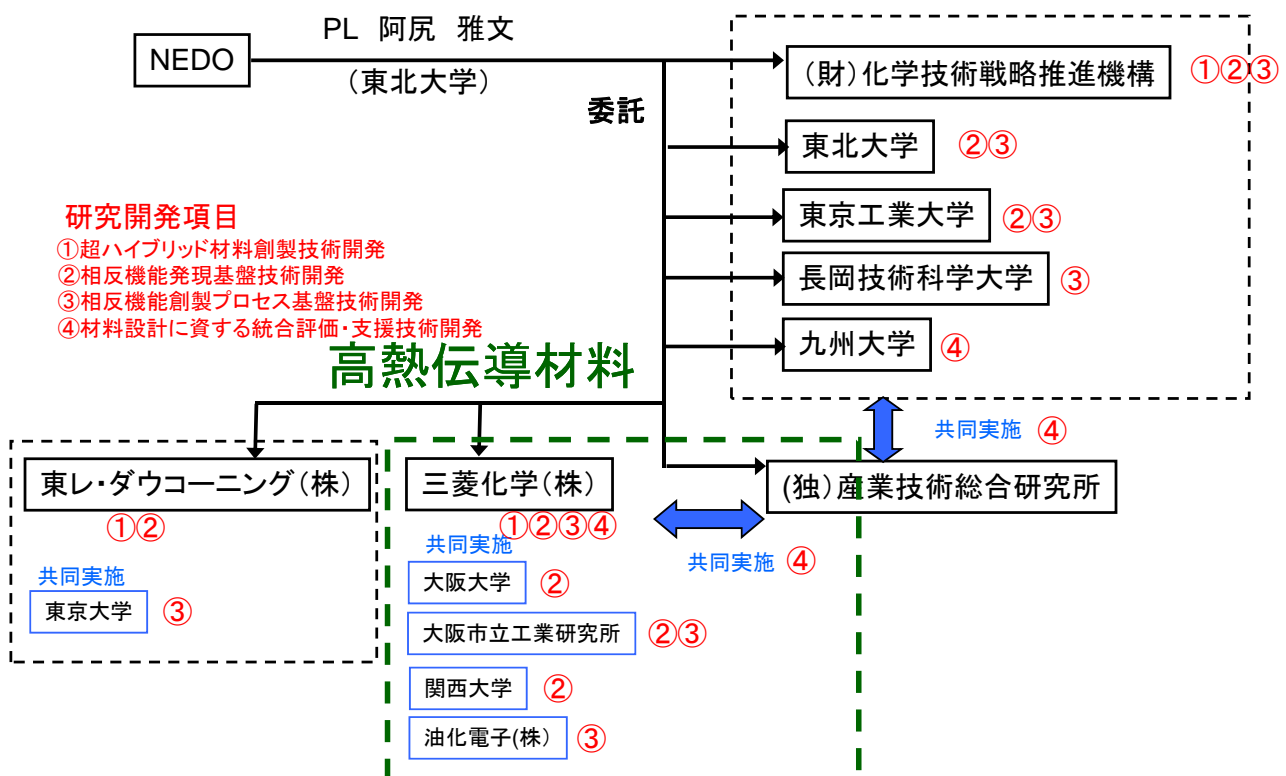 NEDO
PL 阿尻 雅文
(東北大学)
委託
(財)化学技術戦略推進機構 ①②③
東北大学 ②③
東京工業大学 ②③
長岡技術科学大学 ③
九州大学 ④
研究開発項目
①超ハイブリッド材料創製技術開発
②相反機能発現基盤技術開発
③相反機能創製プロセス基盤技術開発
④材料設計に資する統合評価・支援技術開発
高熱伝導材料
共同実施 ④
東レ・ダウコーニング(株)
①②
共同実施
東京大学 ③
三菱化学(株)
①②③④
共同実施
大阪大学 ②
大阪市立工業研究所 ②③
関西大学 ②
油化電子(株) ③
(独)産業技術総合研究所
共同実施 ④